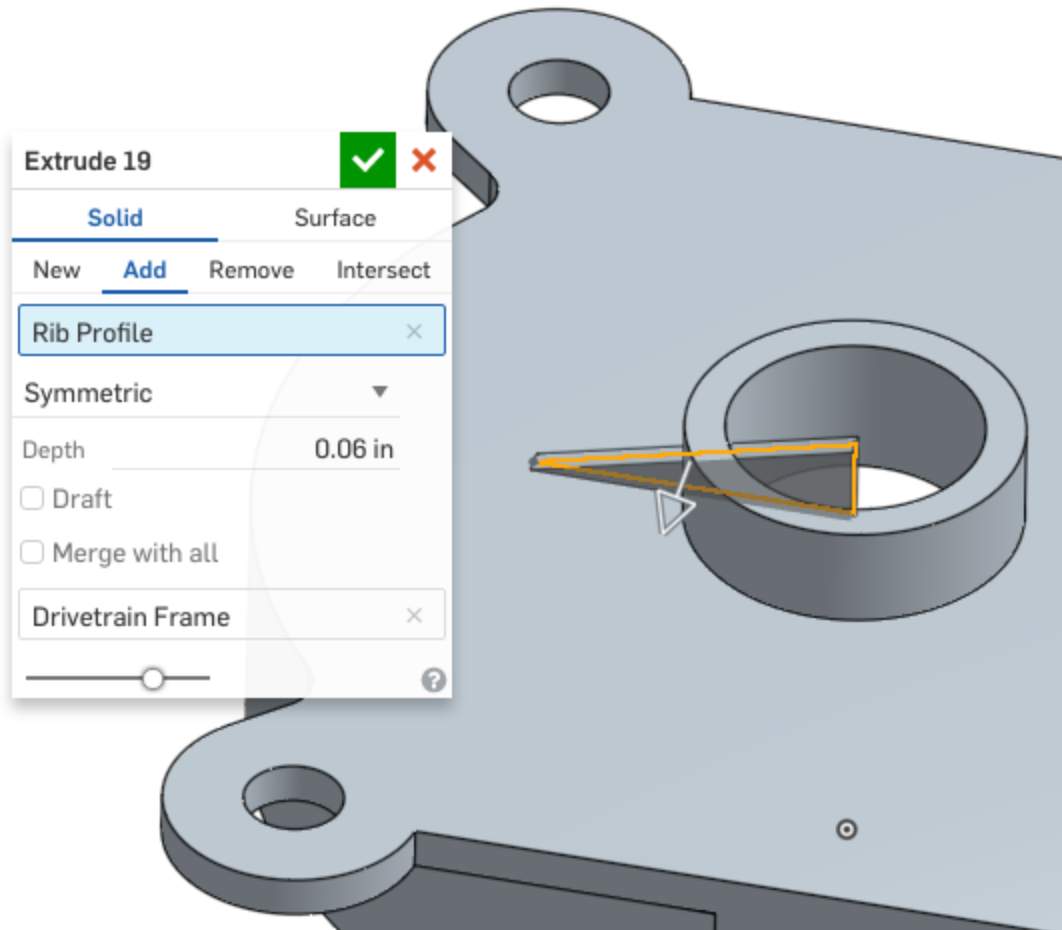 Extrude 19
Solid Surface
New Add Remove Intersect
Rib Profile
Symmetric
Depth 0.06 in
Draft
Merge with all
Drivetrain Frame
?